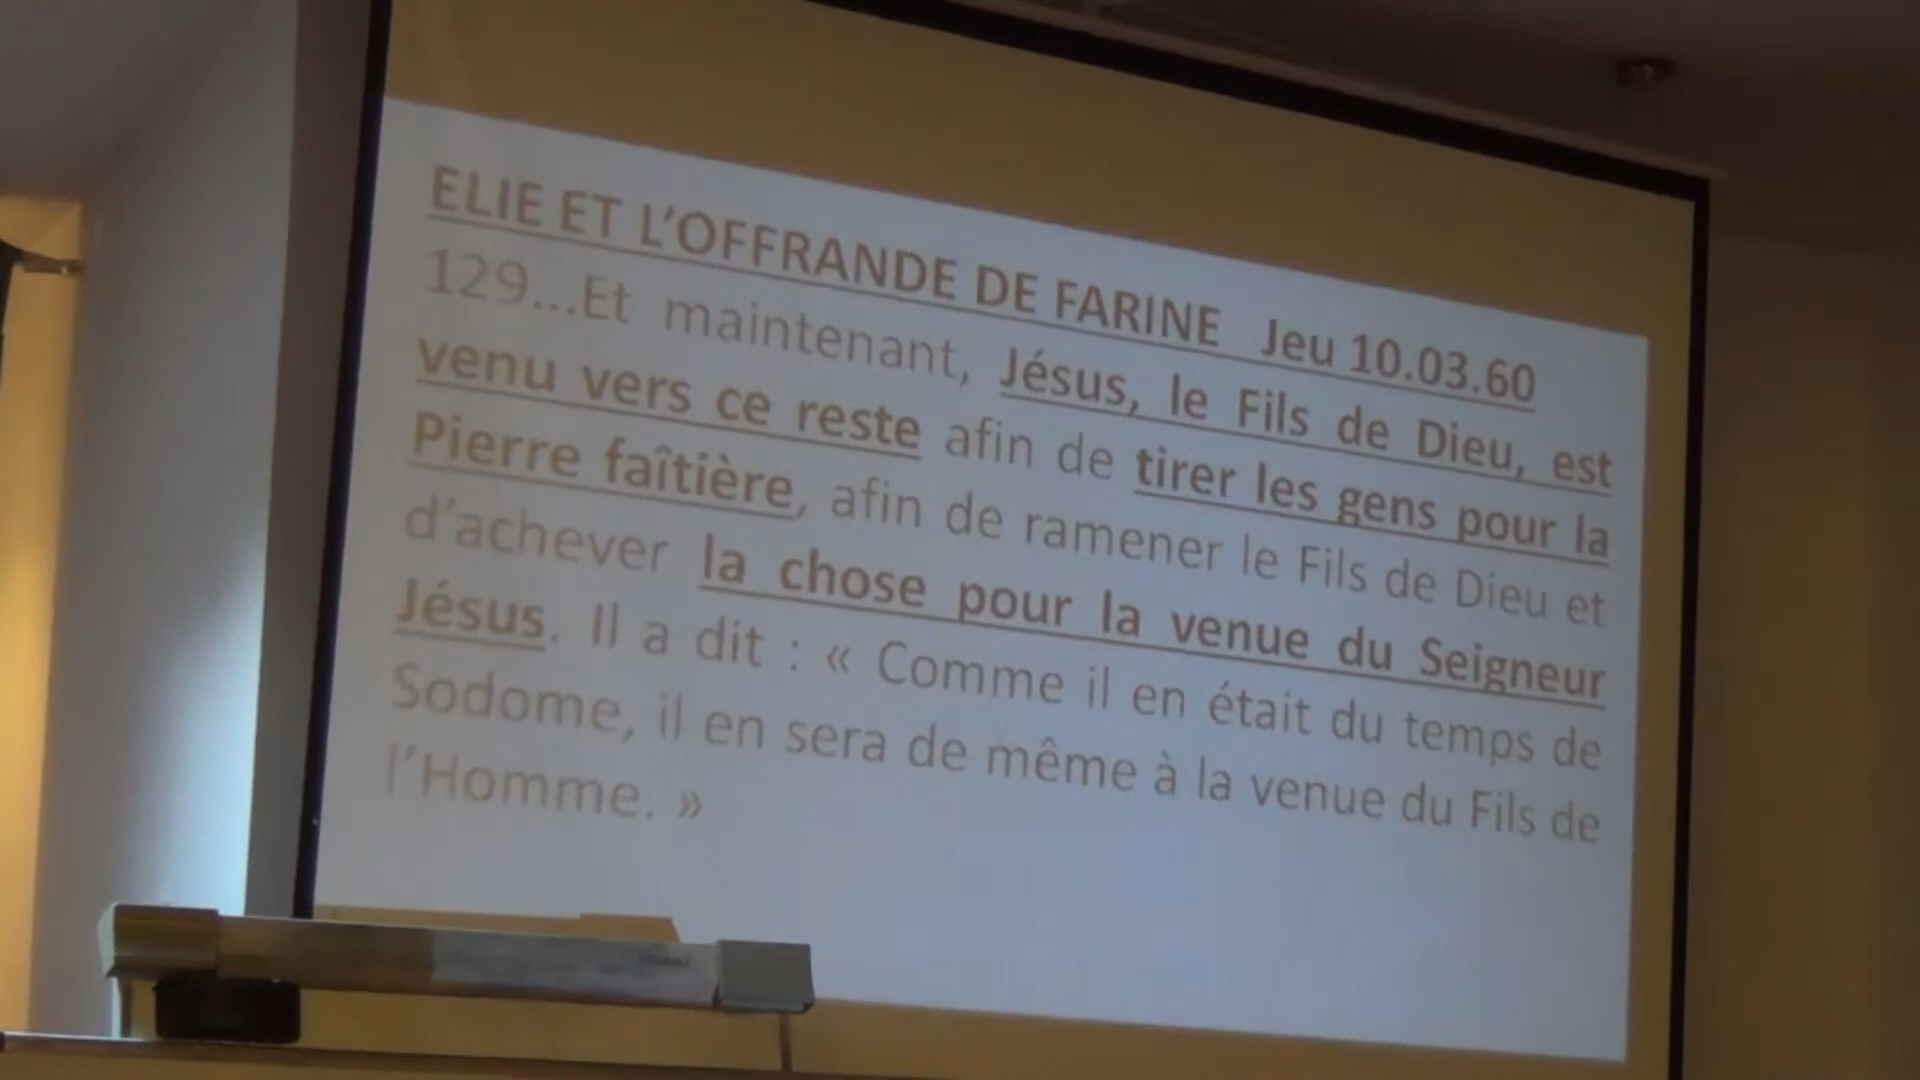 ELIE ET L’OFFRANDE DE FARINE Jeu 10.03.60
129...Et maintenant, Jésus, le Fils de Dieu, est
venu vers ce reste afin de tirer les gens pour la
Pierre faîtière, afin de ramener le Fils de Dieu et
d’achever la chose pour la venue du Seigneur
Jésus. Il a dit : « Comme il en était du temps de
Sodome, il en sera de même à la venue du Fils de
l’Homme. »